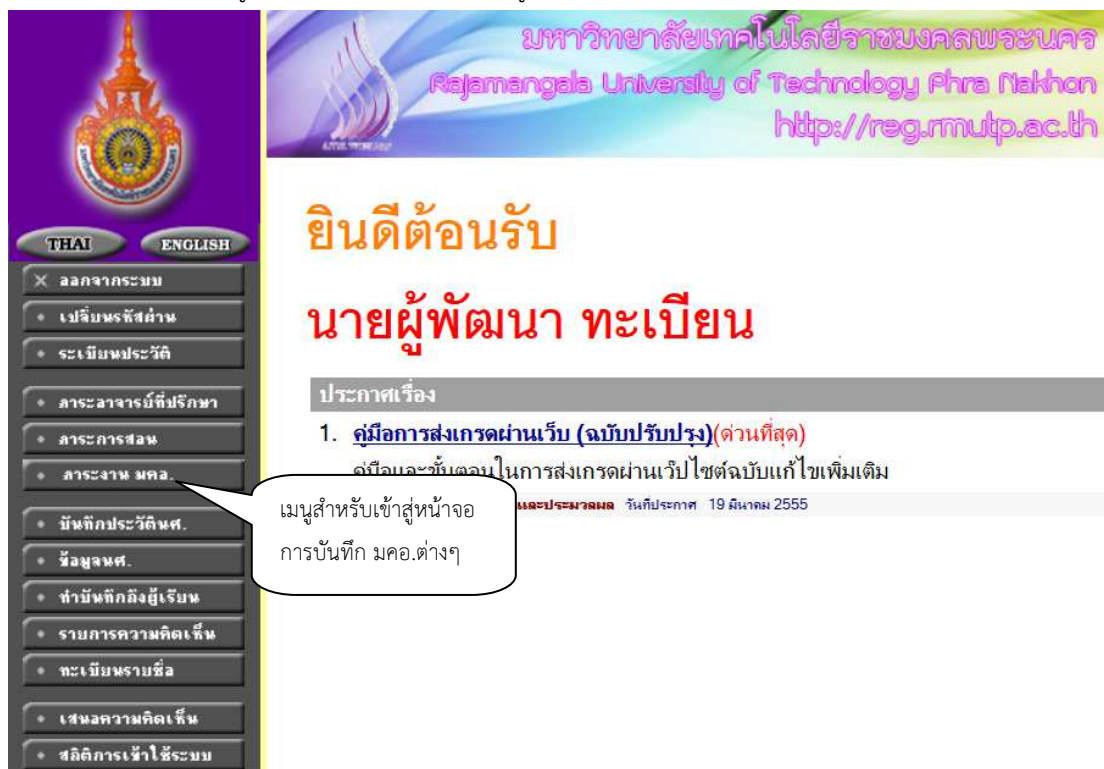 มหาวิทยาลัยเทคโนโลยีราชมงคลพระนคร
Rajamangala University of Technology Phra Nakhon
http://reg.rmutp.ac.th
THAI
ENGLISH
ออกจากระบบ
เปลี่ยนรหัสผ่าน
ระเบียนประวัติ
ภาระอาจารย์ที่ปรึกษา
ภาระการสอน
ภาระงาน มคอ.
บันทึกประวัตินศ.
ข้อมูลนศ.
ทำบันทึกถึงผู้เรียน
รายการความคิดเห็น
ทะเบียนรายชื่อ
เสนอความคิดเห็น
สถิติการเข้าใช้ระบบ
ยินดีต้อนรับ
นายผู้พัฒนา ทะเบียน
ประกาศเรื่อง
1. คู่มือการส่งเกรดผ่านเว็บ (ฉบับปรับปรุง)(ด่วนที่สุด)
คู่มือและขั้นตอนในการส่งเกรดผ่านเว็ปไซต์ฉบับแก้ไขเพิ่มเติม
และประมวลผล วันที่ประกาศ 19 มีนาคม 2555
เมนูสำหรับเข้าสู่หน้าจอ
การบันทึก มคอ.ต่างๆ